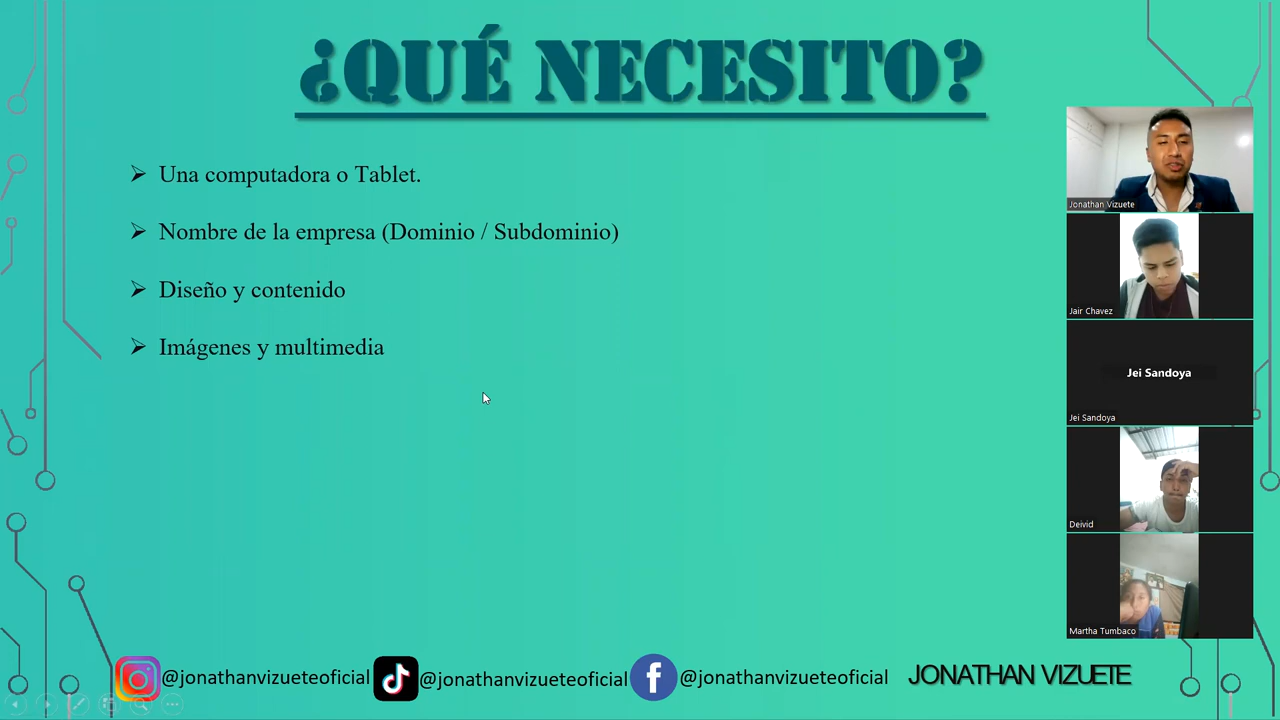 ¿QUÉ NECESITO?
Una computadora o Tablet.
Nombre de la empresa (Dominio / Subdominio)
Diseño y contenido
Imágenes y multimedia
Jonathan Vizuete
Jair Chavez
Jei Sandoya
Jei Sandoya
Deivid
Martha Tumbaco
@jonathanvizueteoficial @jonathanvizueteoficial @jonathanvizueteoficial JONATHAN VIZUETE